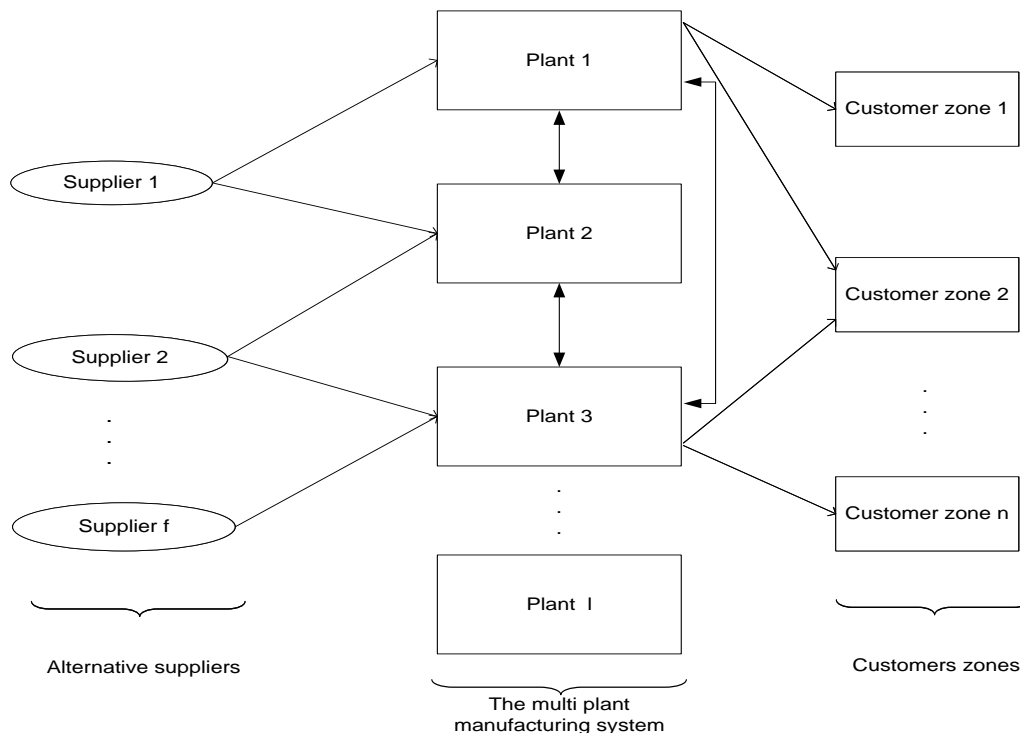 Supplier 1
Supplier 2
.
.
.
Supplier f
Alternative suppliers
Plant 1
Plant 2
Plant 3
.
.
.
Plant I
The multi plant
manufacturing system
Customer zone 1
Customer zone 2
.
.
.
Customer zone n
Customers zones